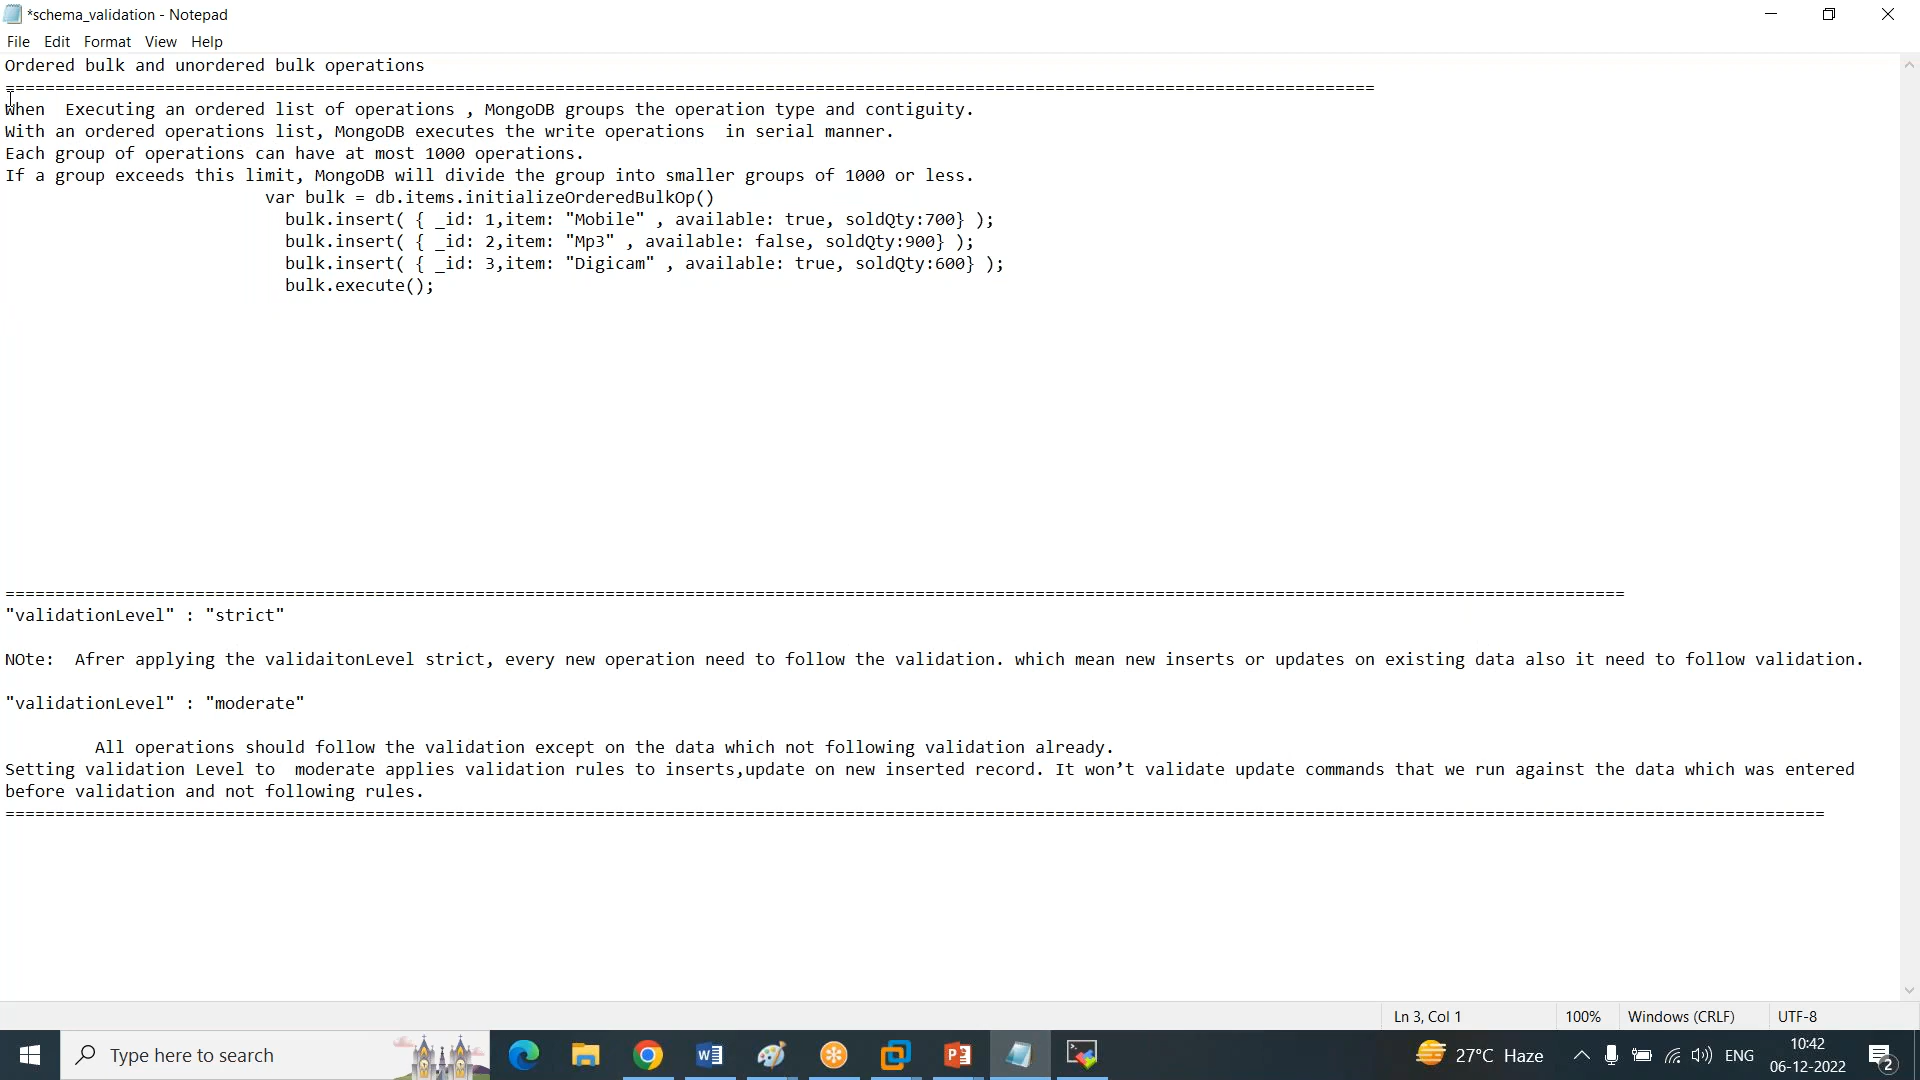 *schema_validation - Notepad
File Edit Format View Help
Ordered bulk and unordered bulk operations
=========================================================================================================================================
When  Executing an ordered list of operations , MongoDB groups the operation type and contiguity.
With an ordered operations list, MongoDB executes the write operations  in serial manner.
Each group of operations can have at most 1000 operations.
If a group exceeds this limit, MongoDB will divide the group into smaller groups of 1000 or less.
var bulk = db.items.initializeOrderedBulkOp()
bulk.insert( { _id: 1,item: "Mobile" , available: true, soldQty:700} );
bulk.insert( { _id: 2,item: "Mp3" , available: false, soldQty:900} );
bulk.insert( { _id: 3,item: "Digicam" , available: true, soldQty:600} );
bulk.execute();
==================================================================================================================================================================
"validationLevel" : "strict"
NOte:  Afrer applying the validaitonLevel strict, every new operation need to follow the validation. which mean new inserts or updates on existing data also it need to follow validation.
"validationLevel" : "moderate"
All operations should follow the validation except on the data which not following validation already.
Setting validation Level to  moderate applies validation rules to inserts,update on new inserted record. It won’t validate update commands that we run against the data which was entered
before validation and not following rules.
======================================================================================================================================================================================
Ln 3, Col 1 100% Windows (CRLF) UTF-8
Type here to search
27°C Haze
ENG
10:42
06-12-2022
2